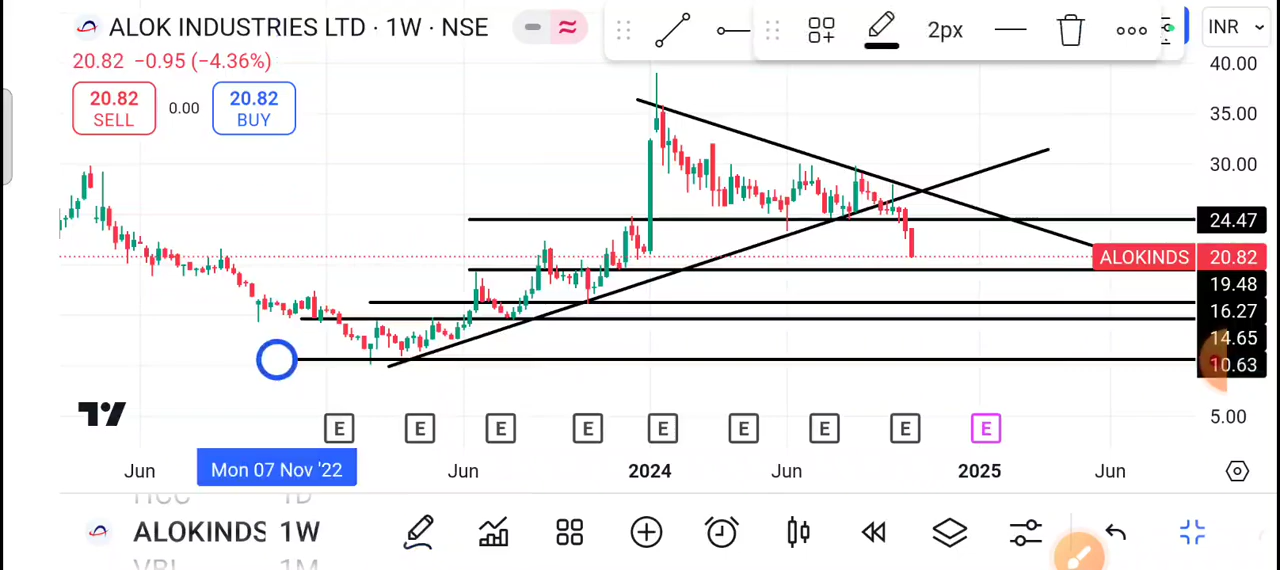 ALOK INDUSTRIES LTD · 1W · NSE
2px
INR
20.82 −0.95 (−4.36%)
20.82
SELL
0.00
20.82
BUY
40.00
35.00
30.00
24.47
ALOKINDS 20.82
19.48
16.27
14.65
10.63
5.00
E E E E E E E E E
Jun
Mon 07 Nov '22
Jun
2024
Jun
2025
Jun
HCC 1D
ALOKINDS 1W
VBL 1M